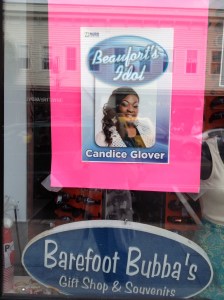 Beaufort's
Idol
Candice Glover
Barefoot Bubba's
Gift Shop & Souvenirs